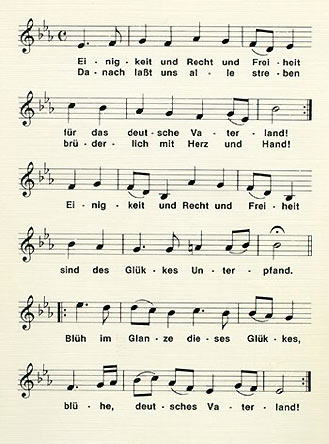 Ei - nig - keit und Recht und Frei - heit
Da - nach laßt uns al - le stre - ben
für das deut - sche Va - ter - land!
brü - der - lich mit Herz und Hand!
Ei - nig - keit und Recht und Frei - heit
sind des Glük - kes Un - ter - pfand.
Blüh im Glan - ze die - ses Glük - kes,
blü - he, deut - sches Va - ter - land!